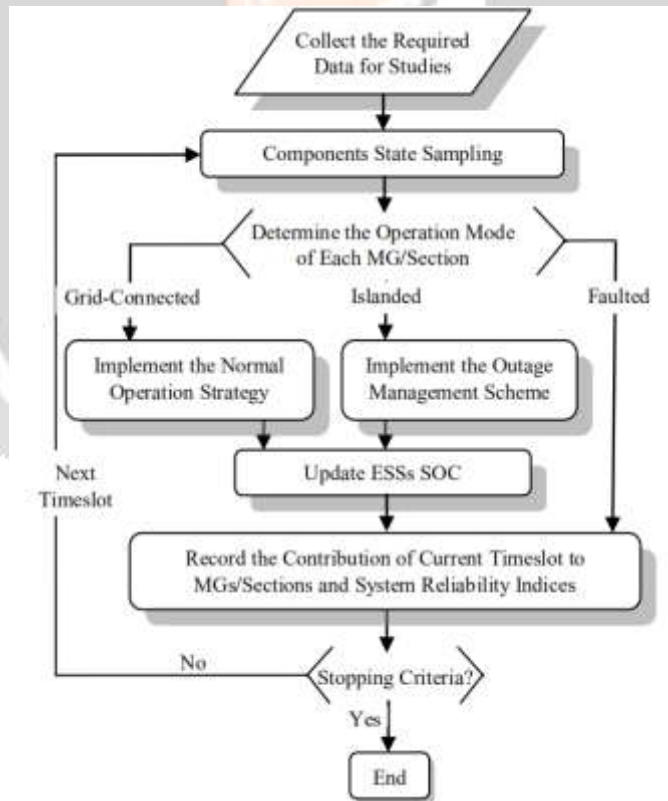 Collect the Required
Data for Studies
Components State Sampling
Determine the Operation Mode
of Each MG/Section
Grid-Connected
Islanded
Faulted
Implement the Normal
Operation Strategy
Implement the Outage
Management Scheme
Next
Timeslot
Update ESSs SOC
Record the Contribution of Current Timeslot to
MGs/Sections and System Reliability Indices
No
Stopping Criteria?
Yes
End